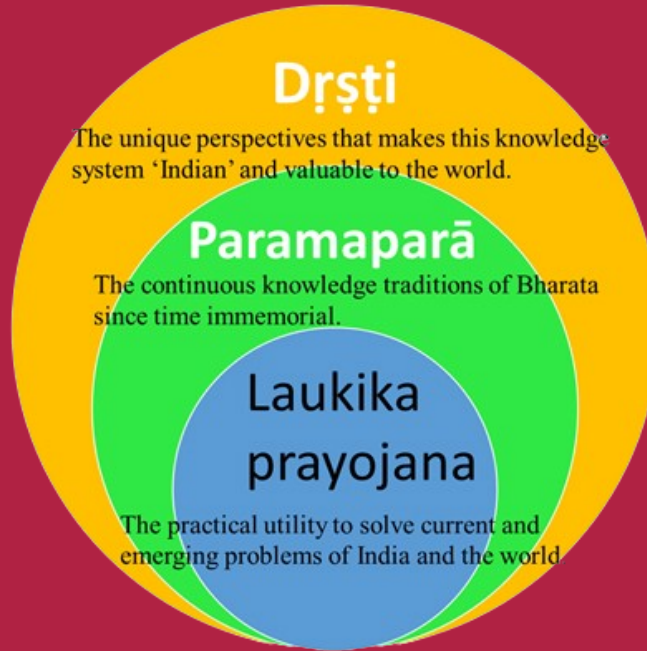 Dṛṣṭi
The unique perspectives that makes this knowledge
system ‘Indian’ and valuable to the world.
Paramaparā
The continuous knowledge traditions of Bharata
since time immemorial.
Laukika
prayojana
The practical utility to solve current and
emerging problems of India and the world